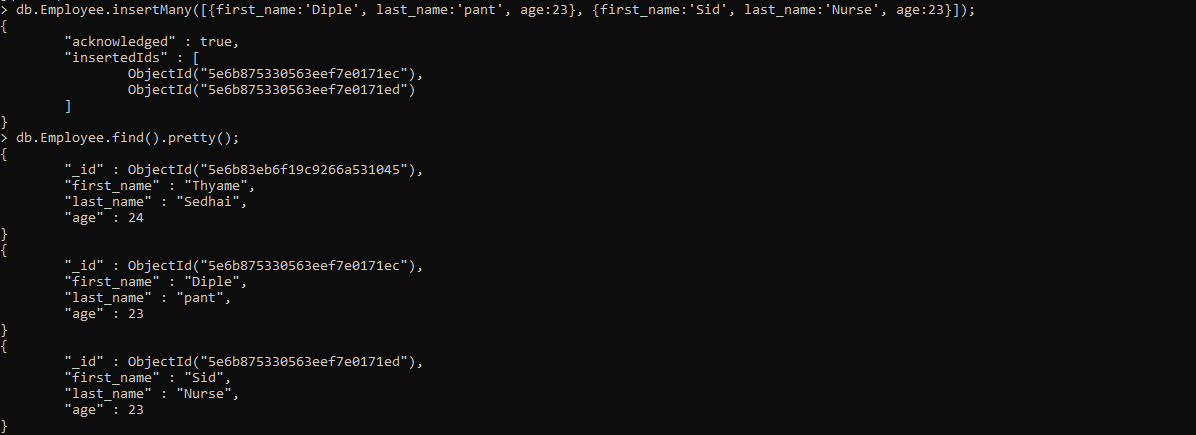 > db.Employee.insertMany([{first_name:'Diple', last_name:'pant', age:23}, {first_name:'Sid', last_name:'Nurse', age:23}]);
{
        "acknowledged" : true,
        "insertedIds" : [
                ObjectId("5e6b875330563eef7e0171ec"),
                ObjectId("5e6b875330563eef7e0171ed")
        ]
}
> db.Employee.find().pretty();
{
        "_id" : ObjectId("5e6b83eb6f19c9266a531045"),
        "first_name" : "Thyame",
        "last_name" : "Sedhai",
        "age" : 24
}
{
        "_id" : ObjectId("5e6b875330563eef7e0171ec"),
        "first_name" : "Diple",
        "last_name" : "pant",
        "age" : 23
}
{
        "_id" : ObjectId("5e6b875330563eef7e0171ed"),
        "first_name" : "Sid",
        "last_name" : "Nurse",
        "age" : 23
}